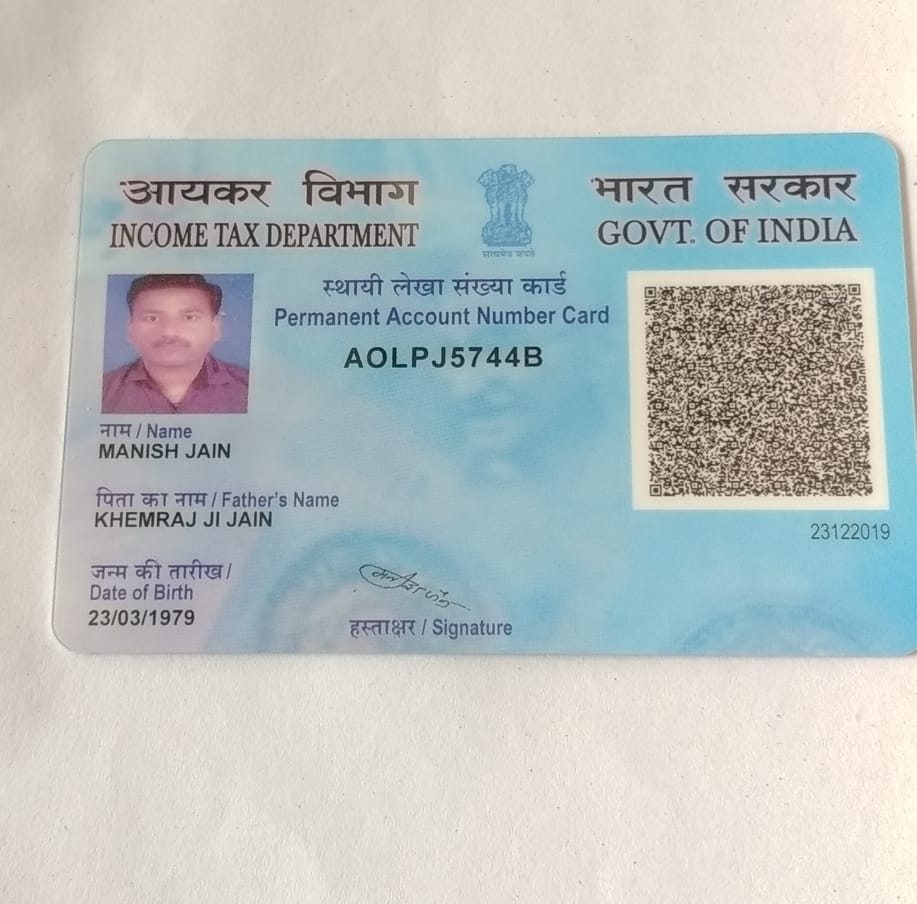 आयकर विभाग
INCOME TAX DEPARTMENT
सत्यमेव जयते
भारत सरकार
GOVT. OF INDIA
स्थायी लेखा संख्या कार्ड
Permanent Account Number Card
AOLPJ5744B
नाम / Name
MANISH JAIN
पिता का नाम / Father's Name
KHEMRAJ JI JAIN
जन्म की तारीख /
Date of Birth
23/03/1979
हस्ताक्षर / Signature
23122019